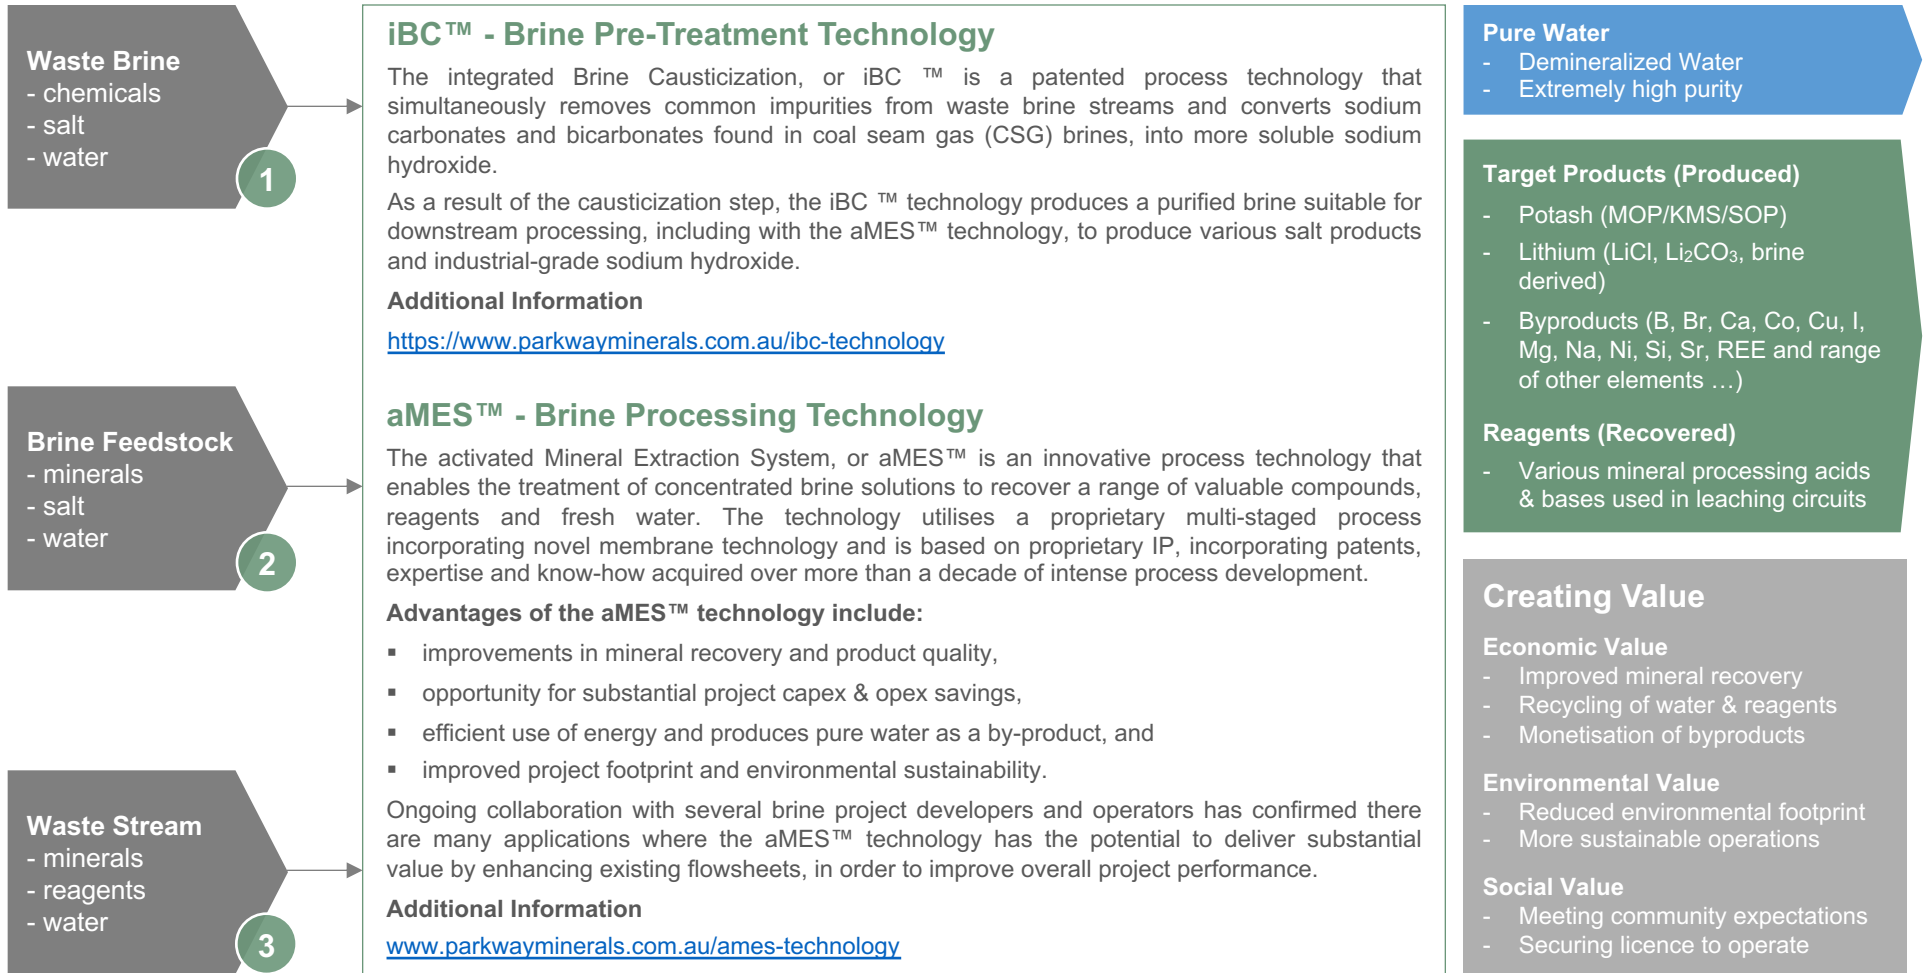 Waste Brine
- chemicals
- salt
- water
1
Brine Feedstock
- minerals
- salt
- water
2
Waste Stream
- minerals
- reagents
- water
3
iBC™ - Brine Pre-Treatment Technology
The integrated Brine Causticization, or iBC ™ is a patented process technology that
simultaneously removes common impurities from waste brine streams and converts sodium
carbonates and bicarbonates found in coal seam gas (CSG) brines, into more soluble sodium
hydroxide.
As a result of the causticization step, the iBC ™ technology produces a purified brine suitable for
downstream processing, including with the aMES™ technology, to produce various salt products
and industrial-grade sodium hydroxide.
Additional Information
https://www.parkwayminerals.com.au/ibc-technology
aMES™ - Brine Processing Technology
The activated Mineral Extraction System, or aMES™ is an innovative process technology that
enables the treatment of concentrated brine solutions to recover a range of valuable compounds,
reagents and fresh water. The technology utilises a proprietary multi-staged process
incorporating novel membrane technology and is based on proprietary IP, incorporating patents,
expertise and know-how acquired over more than a decade of intense process development.
Advantages of the aMES™ technology include:
▪ improvements in mineral recovery and product quality,
▪ opportunity for substantial project capex & opex savings,
▪ efficient use of energy and produces pure water as a by-product, and
▪ improved project footprint and environmental sustainability.
Ongoing collaboration with several brine project developers and operators has confirmed there
are many applications where the aMES™ technology has the potential to deliver substantial
value by enhancing existing flowsheets, in order to improve overall project performance.
Additional Information
www.parkwayminerals.com.au/ames-technology
Pure Water
- Demineralized Water
- Extremely high purity
Target Products (Produced)
- Potash (MOP/KMS/SOP)
- Lithium (LiCl, Li₂CO₃, brine
derived)
- Byproducts (B, Br, Ca, Co, Cu, I,
Mg, Na, Ni, Si, Sr, REE and range
of other elements …)
Reagents (Recovered)
- Various mineral processing acids
& bases used in leaching circuits
Creating Value
Economic Value
- Improved mineral recovery
- Recycling of water & reagents
- Monetisation of byproducts
Environmental Value
- Reduced environmental footprint
- More sustainable operations
Social Value
- Meeting community expectations
- Securing licence to operate